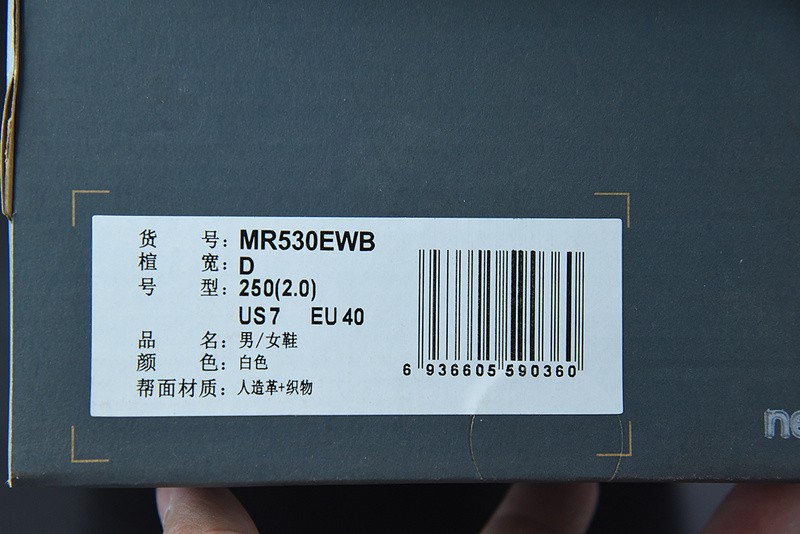 货 号：MR530EWB
楦 宽：D
号 型：250(2.0)
US 7 EU 40
品 名：男/女鞋
颜 色：白色
帮面材质：人造革+织物
6 936605 590360
ne